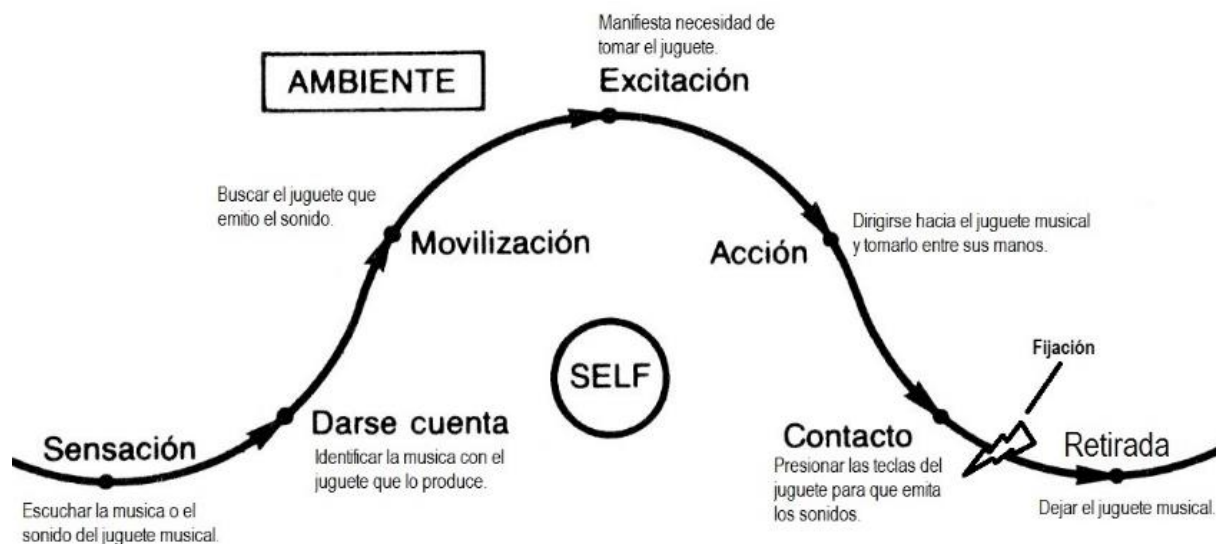 Manifiesta necesidad de
tomar el juguete.
Excitación
AMBIENTE
Buscar el juguete que
emitio el sonido.
Movilización
Acción
Dirigirse hacia el juguete musical
y tomarlo entre sus manos.
SELF
Fijación
Sensación
Escuchar la musica o el
sonido del juguete musical.
Darse cuenta
Identificar la musica con el
juguete que lo produce.
Contacto
Presionar las teclas del
juguete para que emita
los sonidos.
Retirada
Dejar el juguete musical.